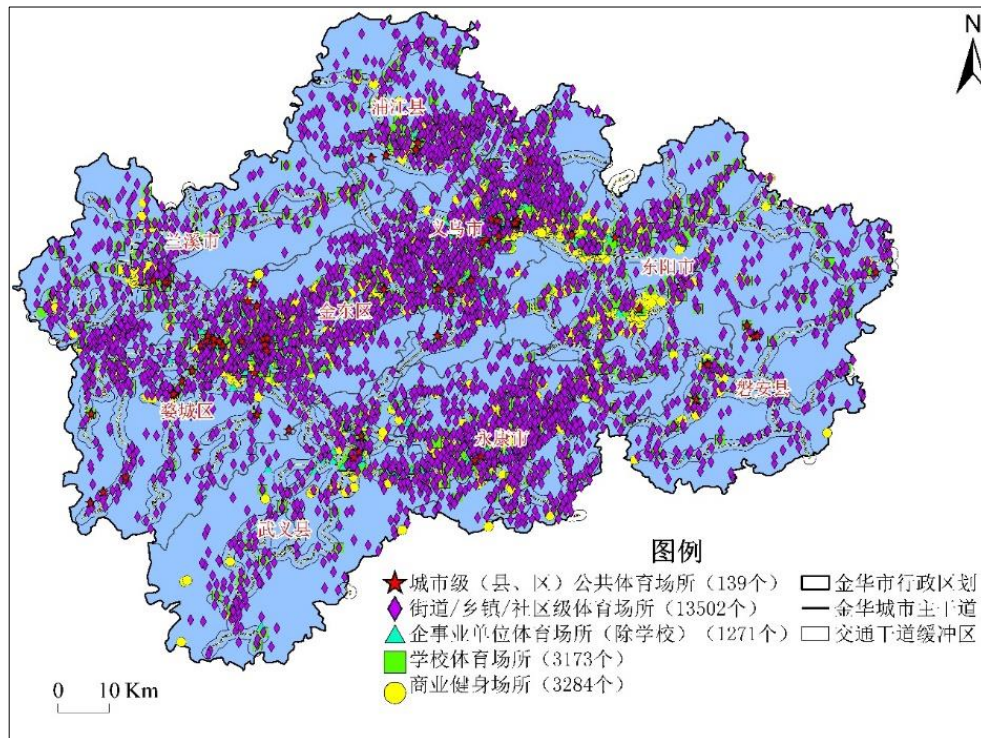 N
浦江县
义乌市
兰溪市
东阳市
金东区
磐安县
婺城区
永康市
武义县
图例
城市级（县、区）公共体育场所（139个）
街道/乡镇/社区级体育场所（13502个）
企事业单位体育场所（除学校）（1271个）
学校体育场所（3173个）
商业健身场所（3284个）
金华市行政区划
金华城市主干道
交通干道缓冲区
0 10 Km